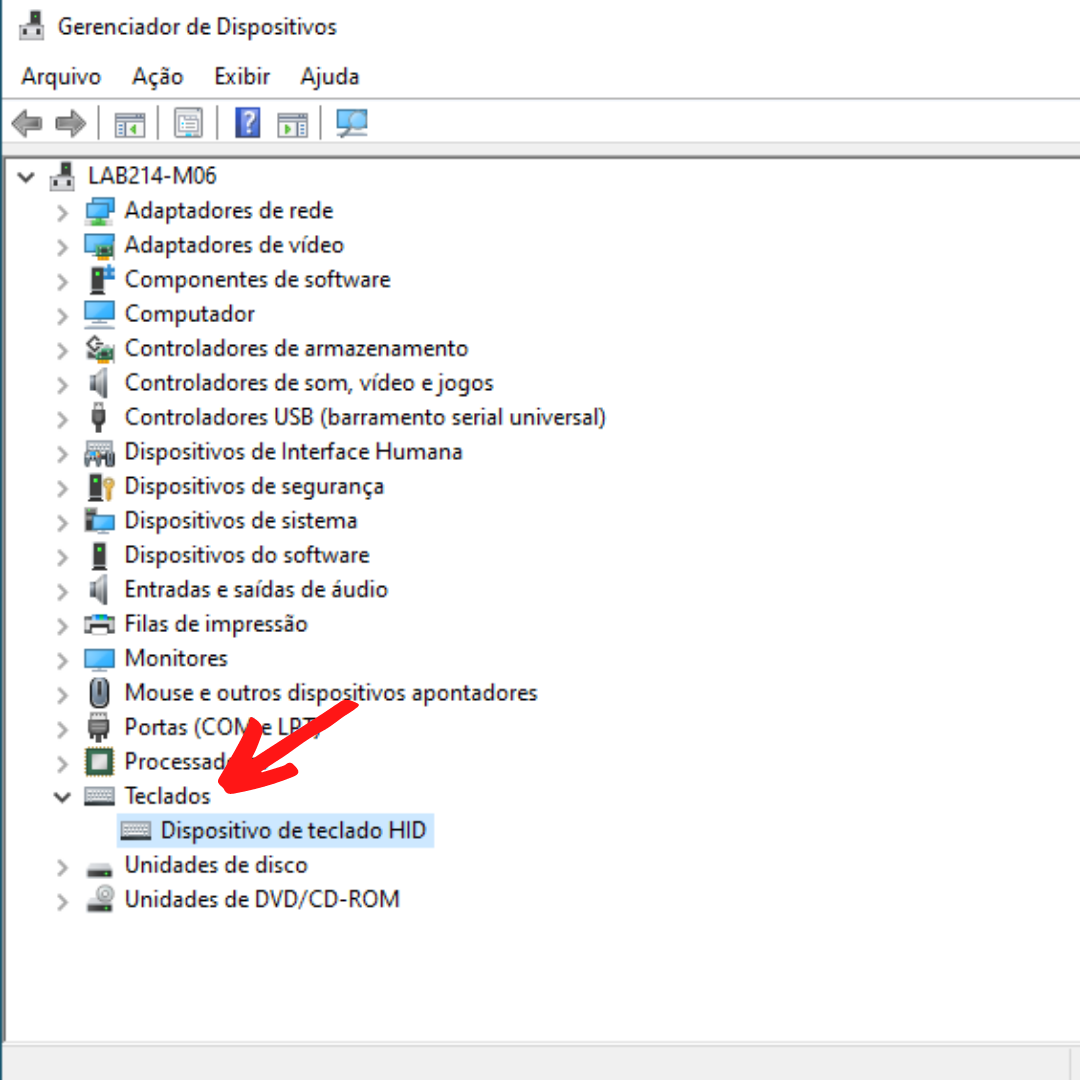 Gerenciador de Dispositivos
Arquivo Ação Exibir Ajuda
LAB214-M06
Adaptadores de rede
Adaptadores de vídeo
Componentes de software
Computador
Controladores de armazenamento
Controladores de som, vídeo e jogos
Controladores USB (barramento serial universal)
Dispositivos de Interface Humana
Dispositivos de segurança
Dispositivos de sistema
Dispositivos do software
Entradas e saídas de áudio
Filas de impressão
Monitores
Mouse e outros dispositivos apontadores
Portas (COM e LPT)
Teclados
Dispositivo de teclado HID
Unidades de disco
Unidades de DVD/CD-ROM